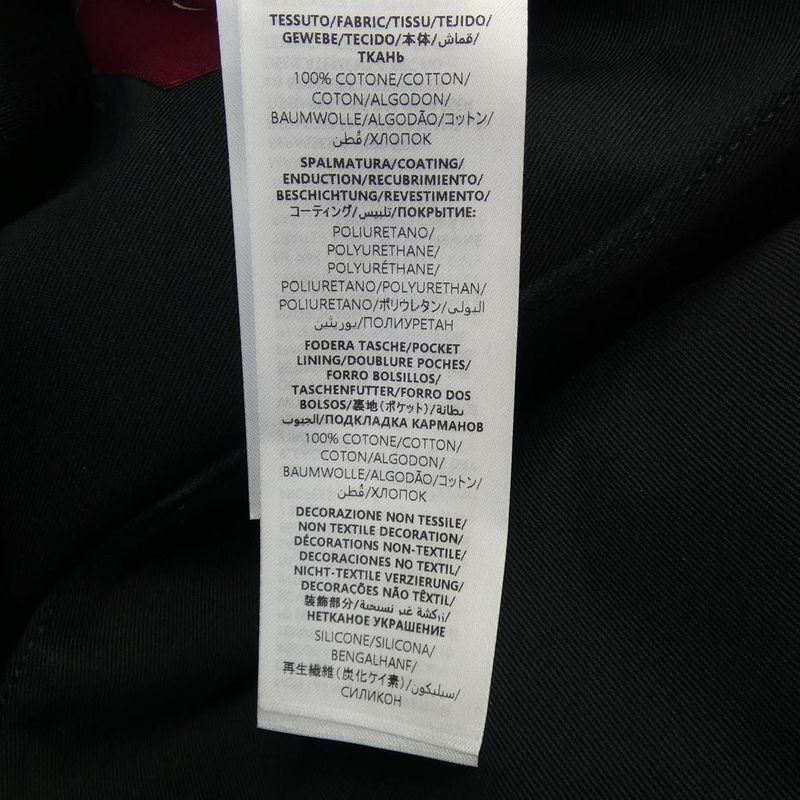 TESSUTO/FABRIC/TISSU/TEJIDO/
GEWEBE/TECIDO/本体/قماش/
ТКАНЬ
100% COTONE/COTTON/
COTON/ALGODON/
BAUMWOLLE/ALGODÃO/コットン/
قُطن/ХЛОПОК
SPALMATURA/COATING/
ENDUCTION/RECUBRIMIENTO/
BESCHICHTUNG/REVESTIMENTO/
コーティング/تلبيس/ПОКРЫТИЕ:
POLIURETANO/
POLYURETHANE/
POLYURÉTHANE/
POLIURETANO/POLYURETHAN/
POLIURETANO/ポリウレタン/البولي
يوريثين/ПОЛИУРЕТАН
FODERA TASCHE/POCKET
LINING/DOUBLURE POCHES/
FORRO BOLSILLOS/
TASCHENFUTTER/FORRO DOS
BOLSOS/裏地(ポケット)/بطانة
الجيوب/ПОДКЛАДКА КАРМАНОВ
100% COTONE/COTTON/
COTON/ALGODON/
BAUMWOLLE/ALGODÃO/コットン/
قُطن/ХЛОПОК
DECORAZIONE NON TESSILE/
NON TEXTILE DECORATION/
DÉCORATIONS NON-TEXTILE/
DECORACIONES NO TEXTIL/
NICHT-TEXTILE VERZIERUNG/
DECORAÇÕES NÃO TÊXTIL/
装飾部分/زركشة غير نسيجية/
НЕТКАНОЕ УКРАШЕНИЕ
SILICONE/SILICONA/
BENGALHANF/
再生繊維(炭化ケイ素)/سيليكون/
СИЛИКОН